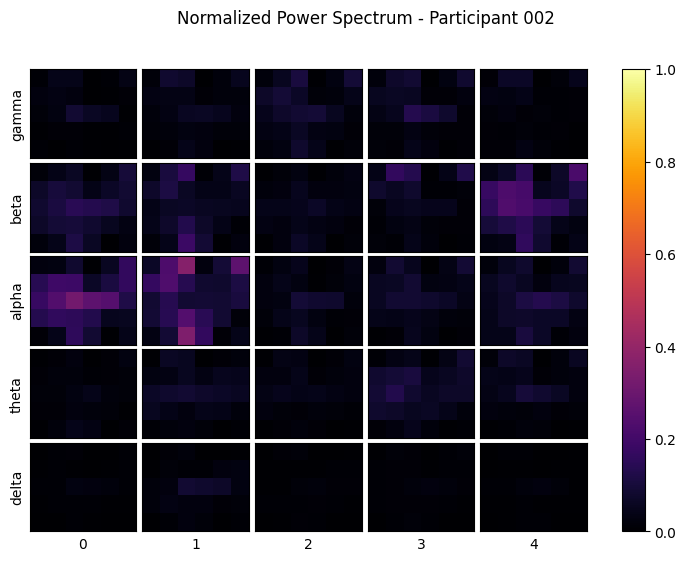 Normalized Power Spectrum - Participant 002
gamma
beta
alpha
theta
delta
0 1 2 3 4
1.0
0.8
0.6
0.4
0.2
0.0